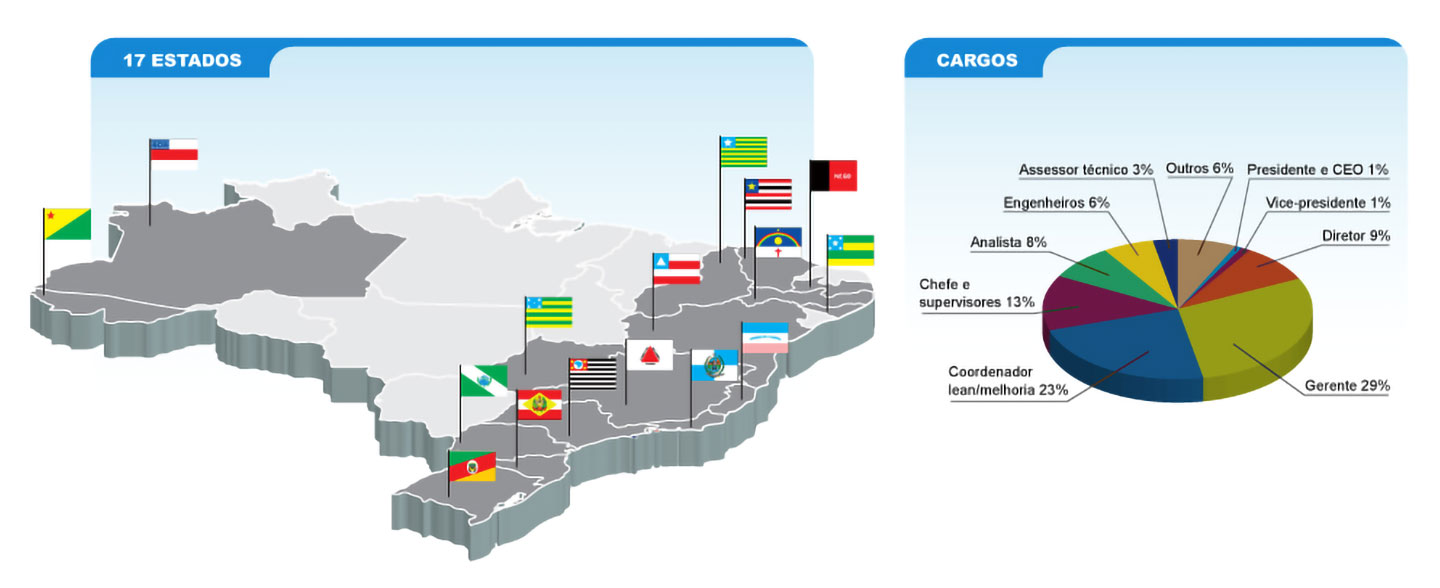 17 ESTADOS
NEGO
CARGOS
Assessor técnico 3%
Outros 6%
Presidente e CEO 1%
Engenheiros 6%
Vice-presidente 1%
Analista 8%
Diretor 9%
Chefe e
supervisores 13%
Coordenador
lean/melhoria 23%
Gerente 29%